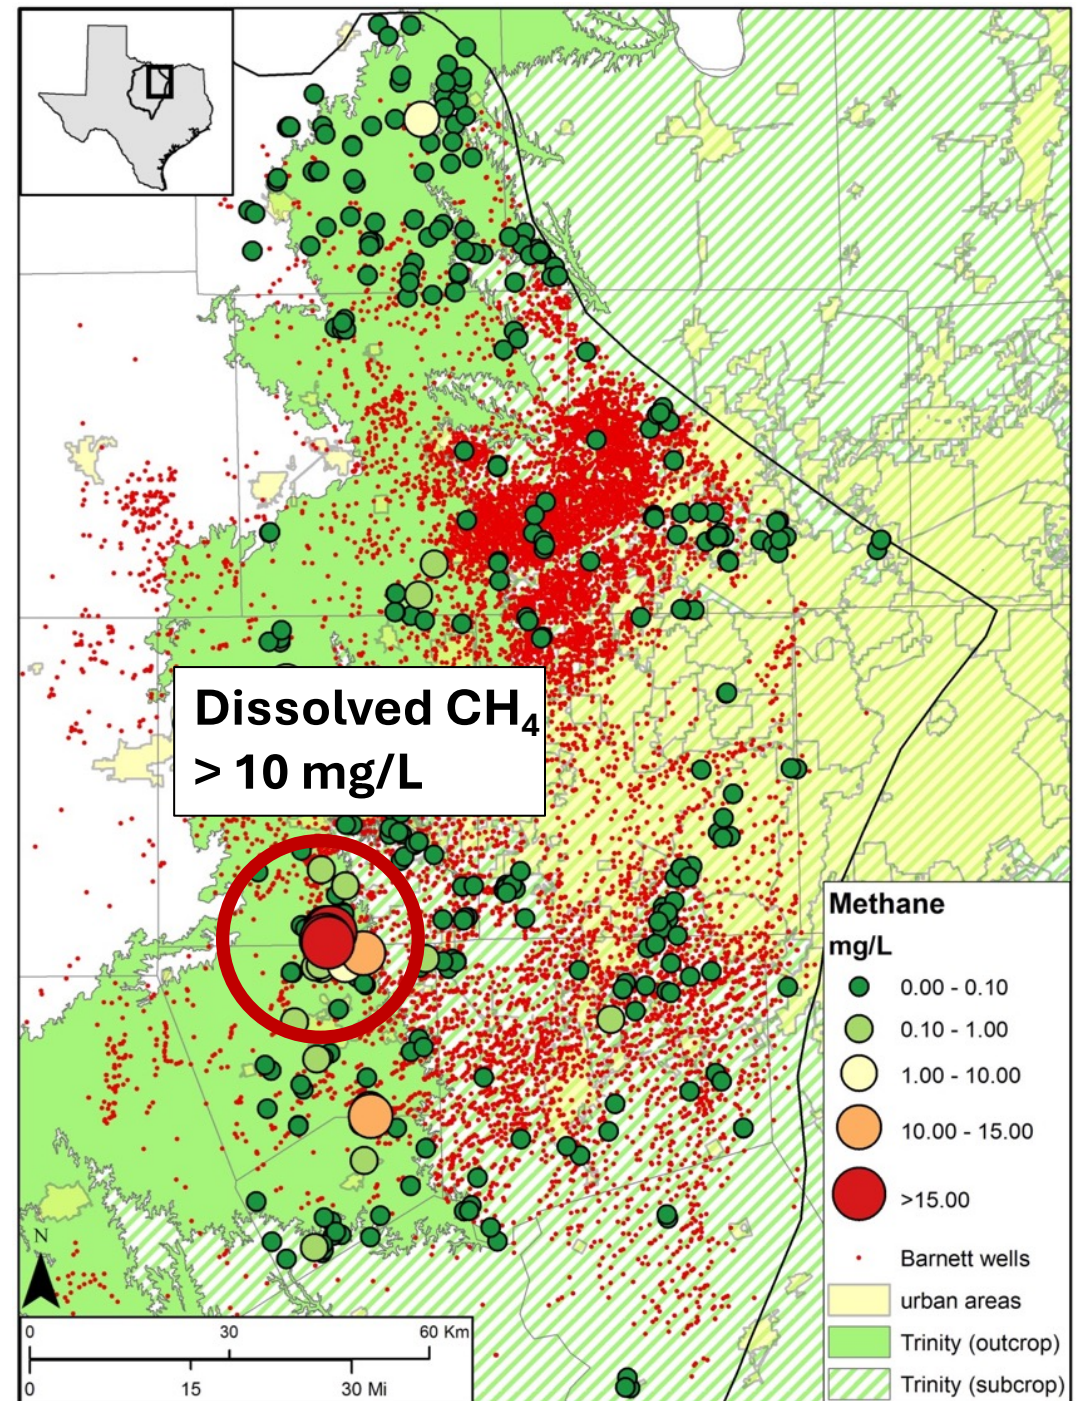 Dissolved CH₄
> 10 mg/L
Methane
mg/L
0.00 - 0.10
0.10 - 1.00
1.00 - 10.00
10.00 - 15.00
>15.00
Barnett wells
urban areas
Trinity (outcrop)
Trinity (subcrop)
N
0 30 60 Km
0 15 30 Mi